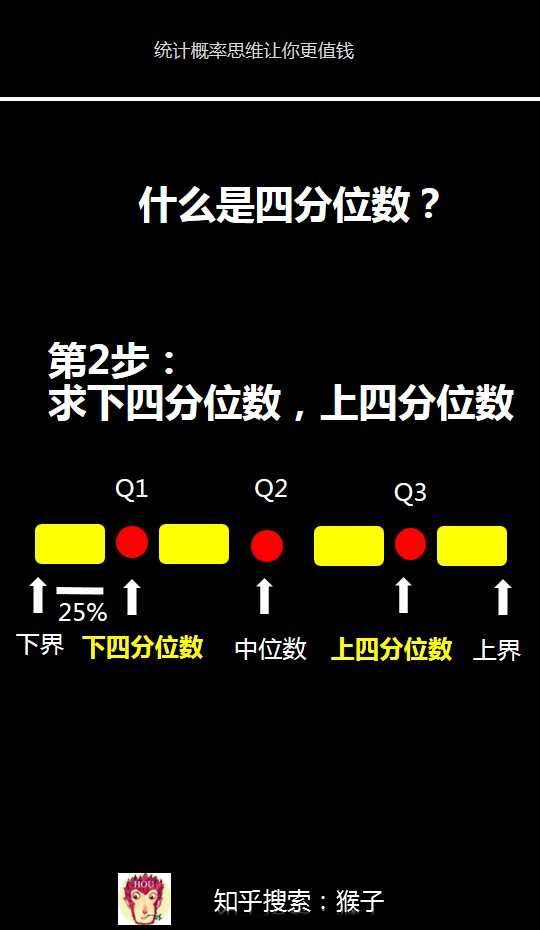 统计概率思维让你更值钱
什么是四分位数？
第2步：
求下四分位数，上四分位数
Q1 Q2 Q3
25%
下界 下四分位数 中位数 上四分位数 上界
HOU
知乎搜索：猴子